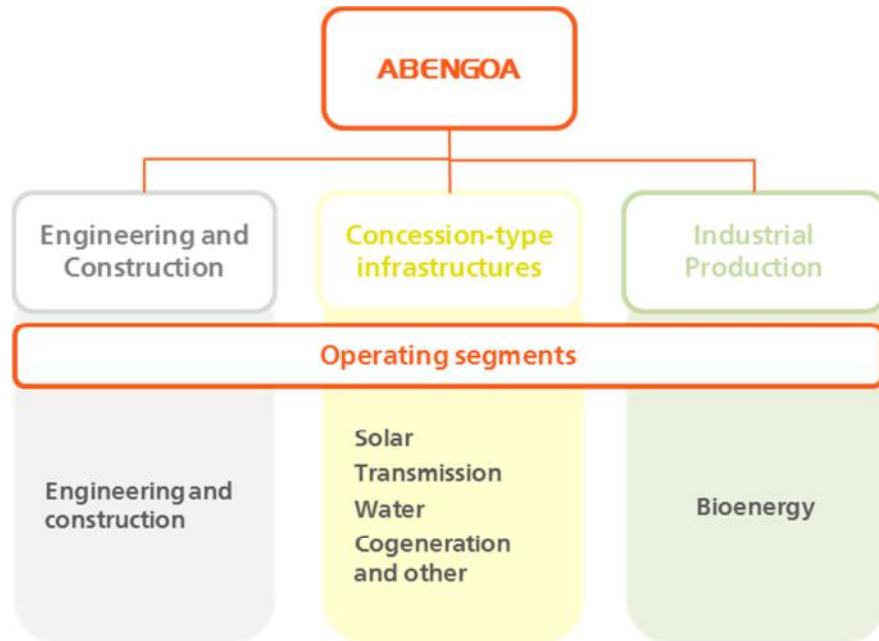 ABENGOA
Engineering and
Construction
Concession-type
infrastructures
Industrial
Production
Operating segments
Engineering and
construction
Solar
Transmission
Water
Cogeneration
and other
Bioenergy